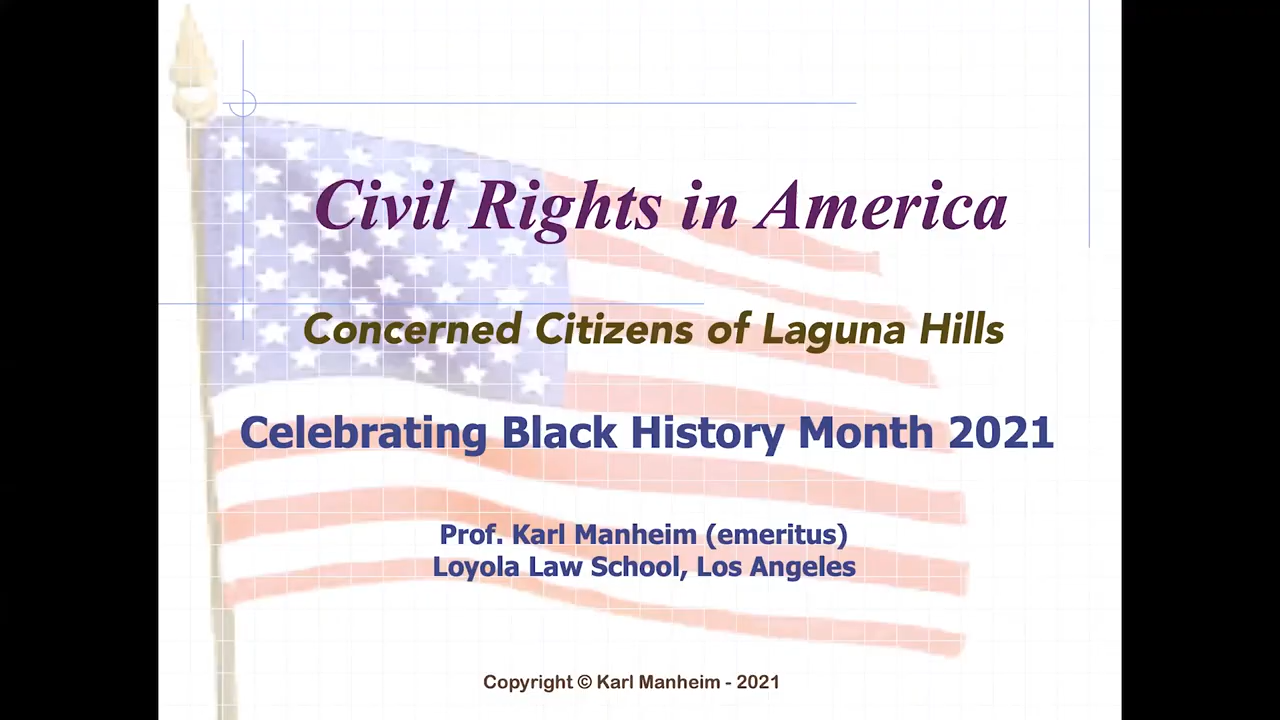 Civil Rights in America
Concerned Citizens of Laguna Hills
Celebrating Black History Month 2021
Prof. Karl Manheim (emeritus)
Loyola Law School, Los Angeles
Copyright © Karl Manheim - 2021